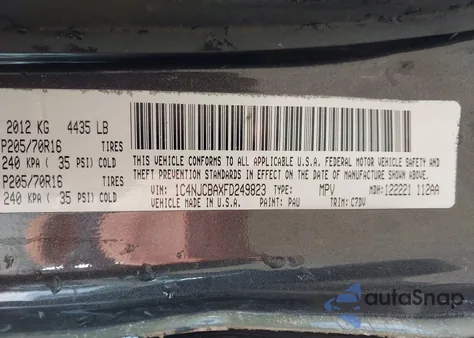 2012 KG 4435 LB
P205/70R16 TIRES
240 KPA ( 35 PSI) COLD
P205/70R16 TIRES
240 KPA ( 35 PSI) COLD
THIS VEHICLE CONFORMS TO ALL APPLICABLE U.S.A. FEDERAL MOTOR VEHICLE SAFETY,
BUMPER, AND
THEFT PREVENTION STANDARDS IN EFFECT ON THE DATE OF MANUFACTURE SHOWN ABOVE.
VIN: 1C4NJCBAXFD249823 TYPE: MPV MDH: 122221 112AA
VEHICLE MADE IN U.S.A. PAINT: PAU TRIM: C7DV
autoSnap